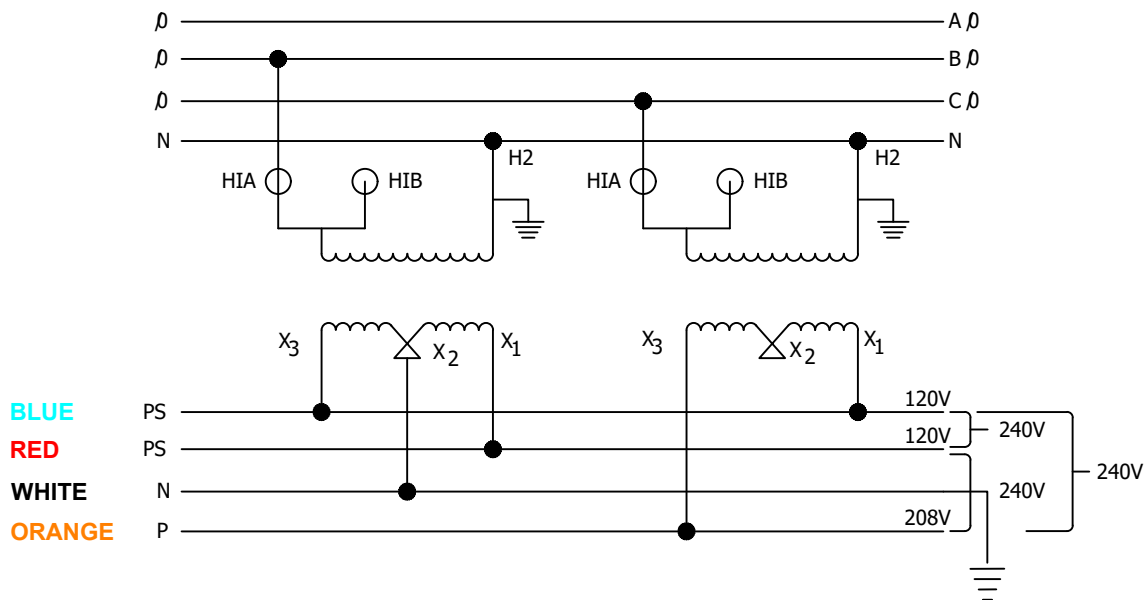 Ø A Ø
Ø B Ø
Ø C Ø
N N
H2 H2
HIA HIB HIA HIB
X3 X2 X1 X3 X2 X1
BLUE PS 120V
240V
RED PS 120V
240V
WHITE N 240V
ORANGE P 208V